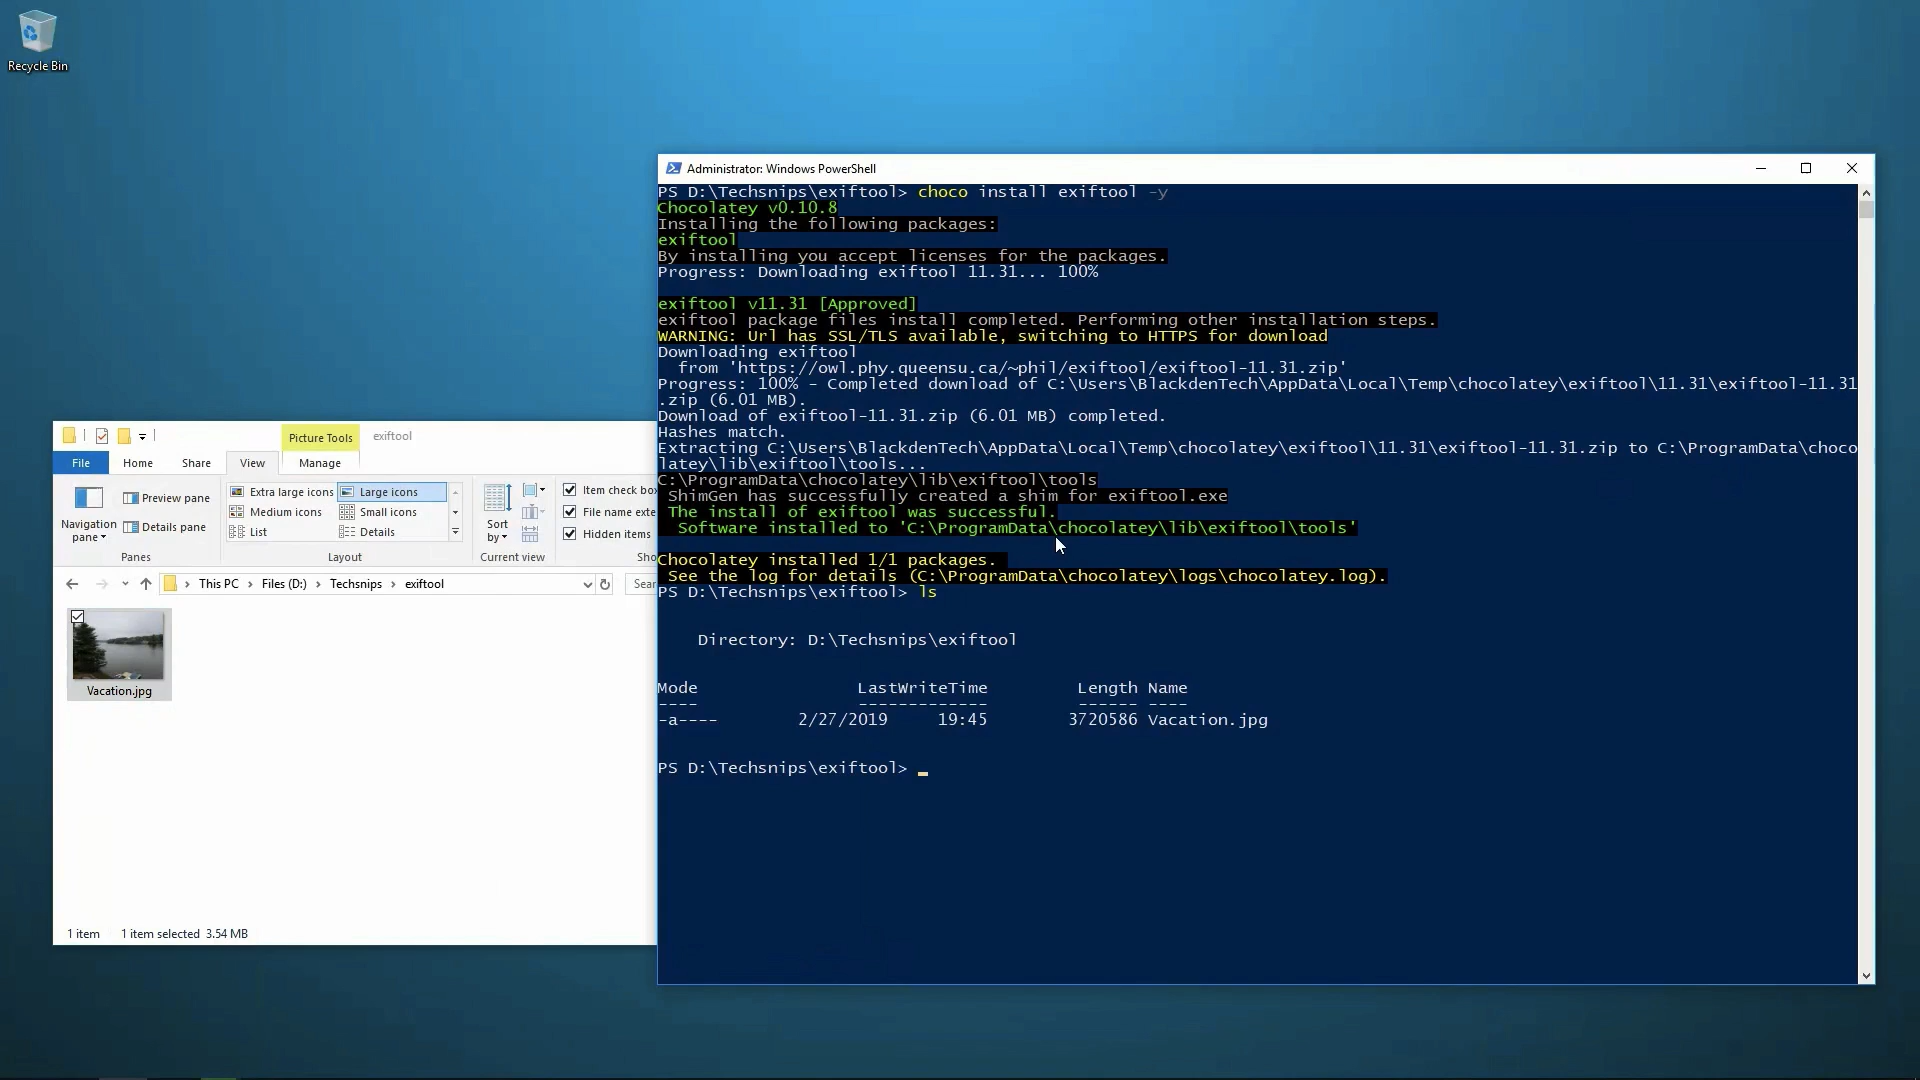 Recycle Bin
Administrator: Windows PowerShell
PS D:\Techsnips\exiftool> choco install exiftool -y
Chocolatey v0.10.8
Installing the following packages:
exiftool
By installing you accept licenses for the packages.
Progress: Downloading exiftool 11.31... 100%
exiftool v11.31 [Approved]
exiftool package files install completed. Performing other installation steps.
WARNING: Url has SSL/TLS available, switching to HTTPS for download
Downloading exiftool
from 'https://owl.phy.queensu.ca/~phil/exiftool/exiftool-11.31.zip'
Progress: 100% - Completed download of C:\Users\BlackdenTech\AppData\Local\Temp\chocolatey\exiftool\11.31\exiftool-11.31
.zip (6.01 MB).
Download of exiftool-11.31.zip (6.01 MB) completed.
Hashes match.
Extracting C:\Users\BlackdenTech\AppData\Local\Temp\chocolatey\exiftool\11.31\exiftool-11.31.zip to C:\ProgramData\choco
latey\lib\exiftool\tools...
C:\ProgramData\chocolatey\lib\exiftool\tools
ShimGen has successfully created a shim for exiftool.exe
The install of exiftool was successful.
Software installed to 'C:\ProgramData\chocolatey\lib\exiftool\tools'
Chocolatey installed 1/1 packages.
See the log for details (C:\ProgramData\chocolatey\logs\chocolatey.log).
PS D:\Techsnips\exiftool> ls
Directory: D:\Techsnips\exiftool
Mode LastWriteTime Length Name
---- ------------- ------ ----
-a---- 2/27/2019 19:45 3720586 Vacation.jpg
PS D:\Techsnips\exiftool>
Picture Tools exiftool
File Home Share View Manage
Navigation pane
Preview pane
Details pane
Panes
Extra large icons Large icons
Medium icons Small icons
List Details
Layout
Sort by
Current view
Item check box
File name exte
Hidden items
Sho
This PC > Files (D:) > Techsnips > exiftool
Sear
Vacation.jpg
1 item 1 item selected 3.54 MB